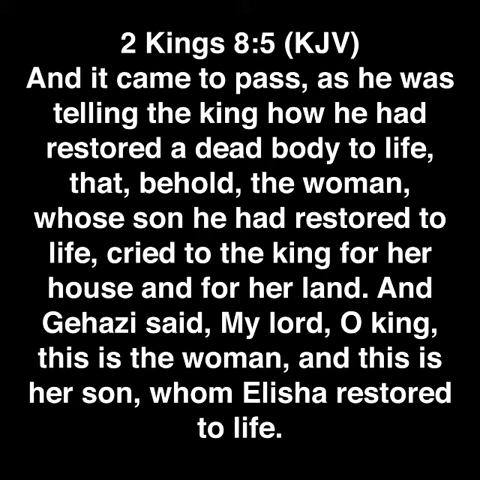 2 Kings 8:5 (KJV)
And it came to pass, as he was
telling the king how he had
restored a dead body to life,
that, behold, the woman,
whose son he had restored to
life, cried to the king for her
house and for her land. And
Gehazi said, My lord, O king,
this is the woman, and this is
her son, whom Elisha restored
to life.